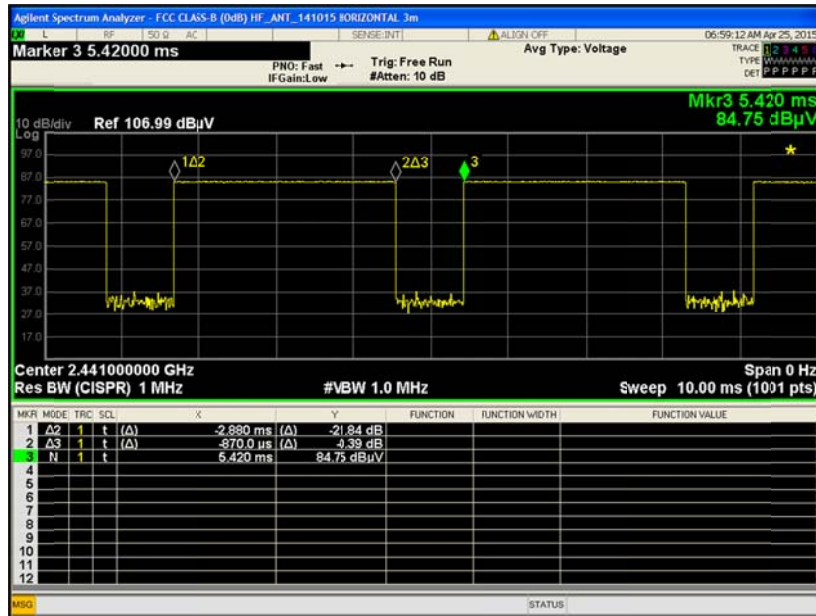 Agilent Spectrum Analyzer - FCC CLASS-B (0dB) HF_ANT_141015 HORIZONTAL 3m
L RF 50 Ω AC SENSE:INT ALIGN OFF 06:59:12 AM Apr 25, 2015
Marker 3 5.42000 ms
PNO: Fast
IFGain:Low
Trig: Free Run
#Atten: 10 dB
Avg Type: Voltage
TRACE 1 2 3 4 5
TYPE
DET P P P P P P
Mkr3 5.420 ms
84.75 dBµV
10 dB/div Ref 106.99 dBµV
Log
97.0
87.0
77.0
67.0
57.0
47.0
37.0
27.0
17.0
1Δ2
2Δ3
3
*
Center 2.441000000 GHz Span 0 Hz
Res BW (CISPR) 1 MHz #VBW 1.0 MHz Sweep 10.00 ms (1001 pts)
MKR MODE TRC SCL X Y FUNCTION FUNCTION WIDTH FUNCTION VALUE
1 Δ2 1 t (Δ) -2.880 ms (Δ) -21.84 dB
2 Δ3 1 t (Δ) -870.0 µs (Δ) -0.39 dB
3 N 1 t 5.420 ms 84.75 dBµV
4
5
6
7
8
9
10
11
12
MSG STATUS